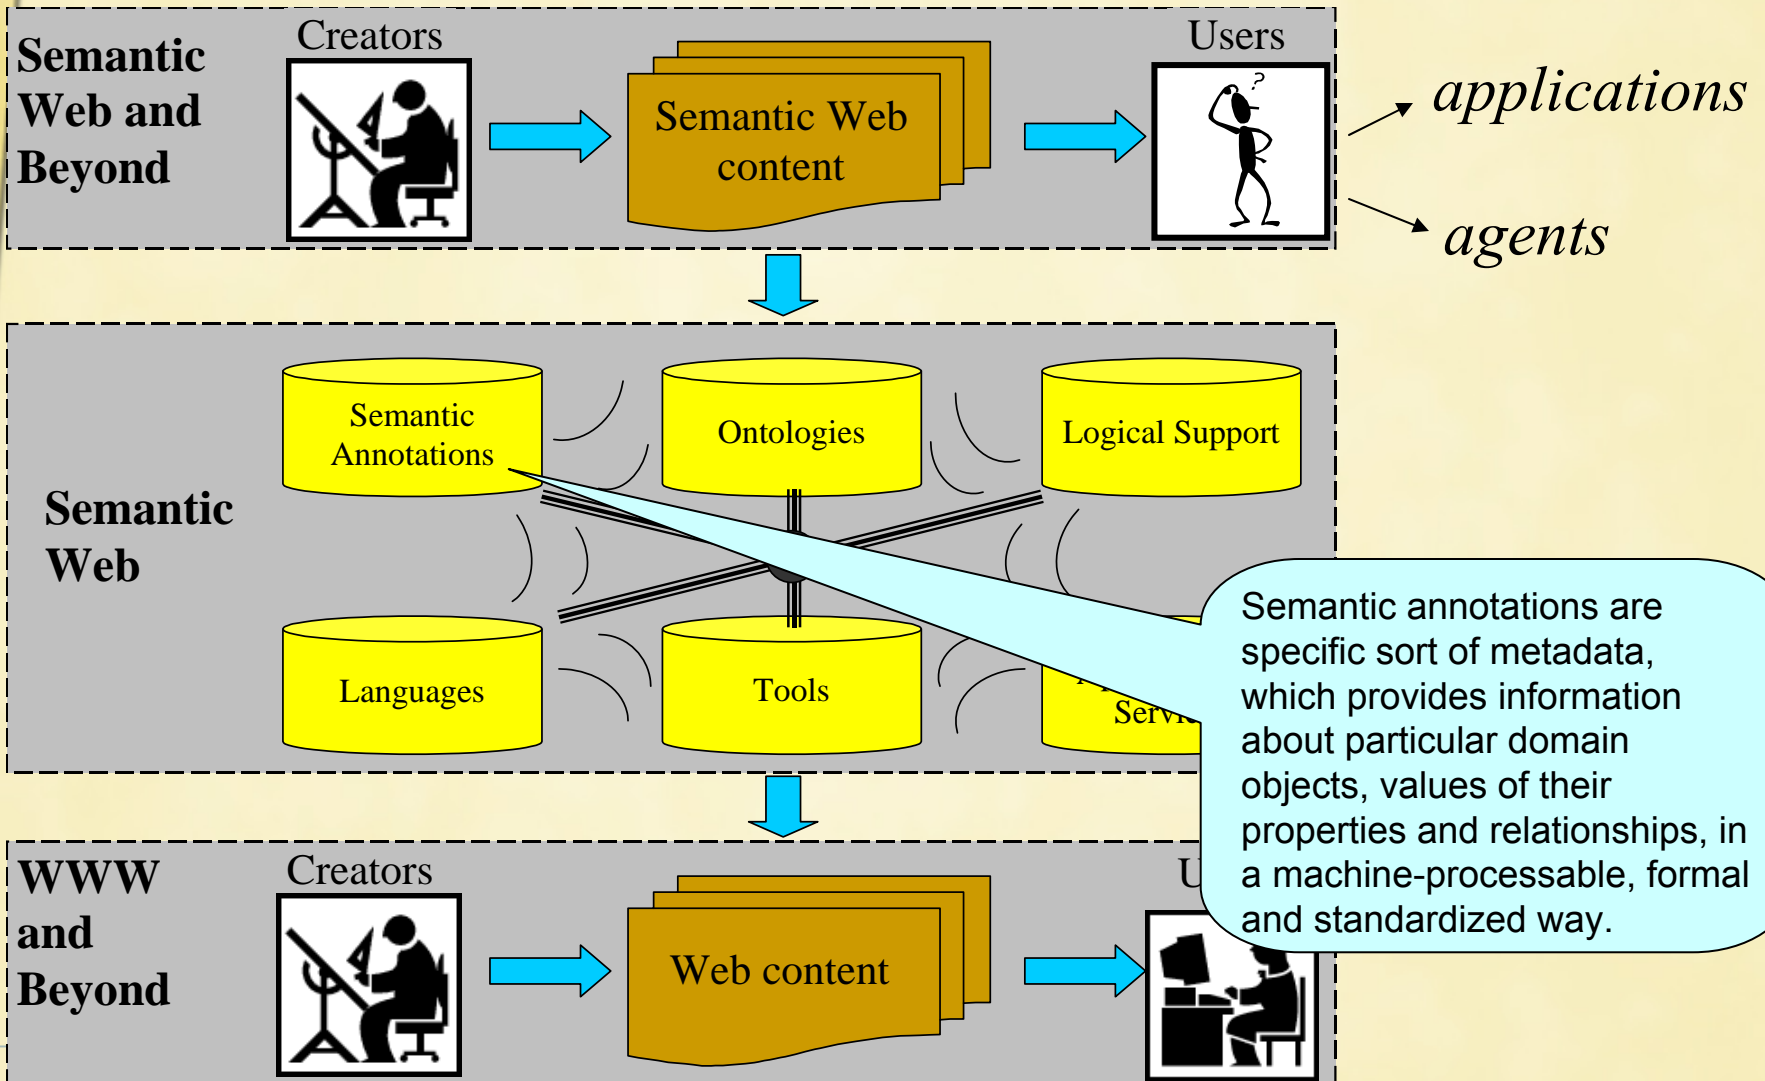 Semantic
Web and
Beyond
Creators
Semantic Web
content
Users
?
applications
agents
Semantic
Web
Semantic
Annotations
Ontologies
Logical Support
Languages
Tools
Semantic annotations are
specific sort of metadata,
which provides information
about particular domain
objects, values of their
properties and relationships, in
a machine-processable, formal
and standardized way.
WWW
and
Beyond
Creators
Web content